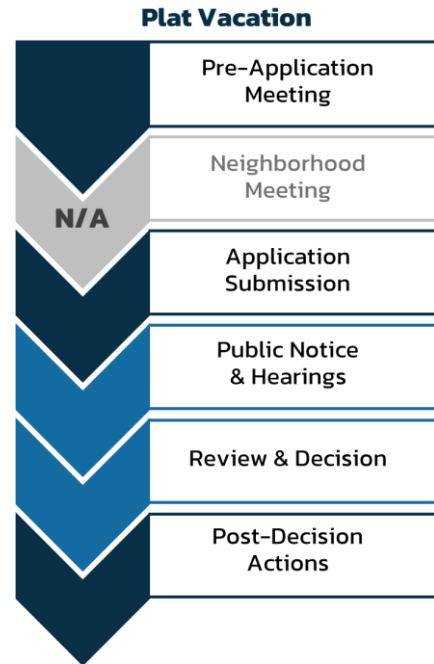 Plat Vacation
Pre-Application
Meeting
Neighborhood
Meeting
N/A
Application
Submission
Public Notice
& Hearings
Review & Decision
Post-Decision
Actions